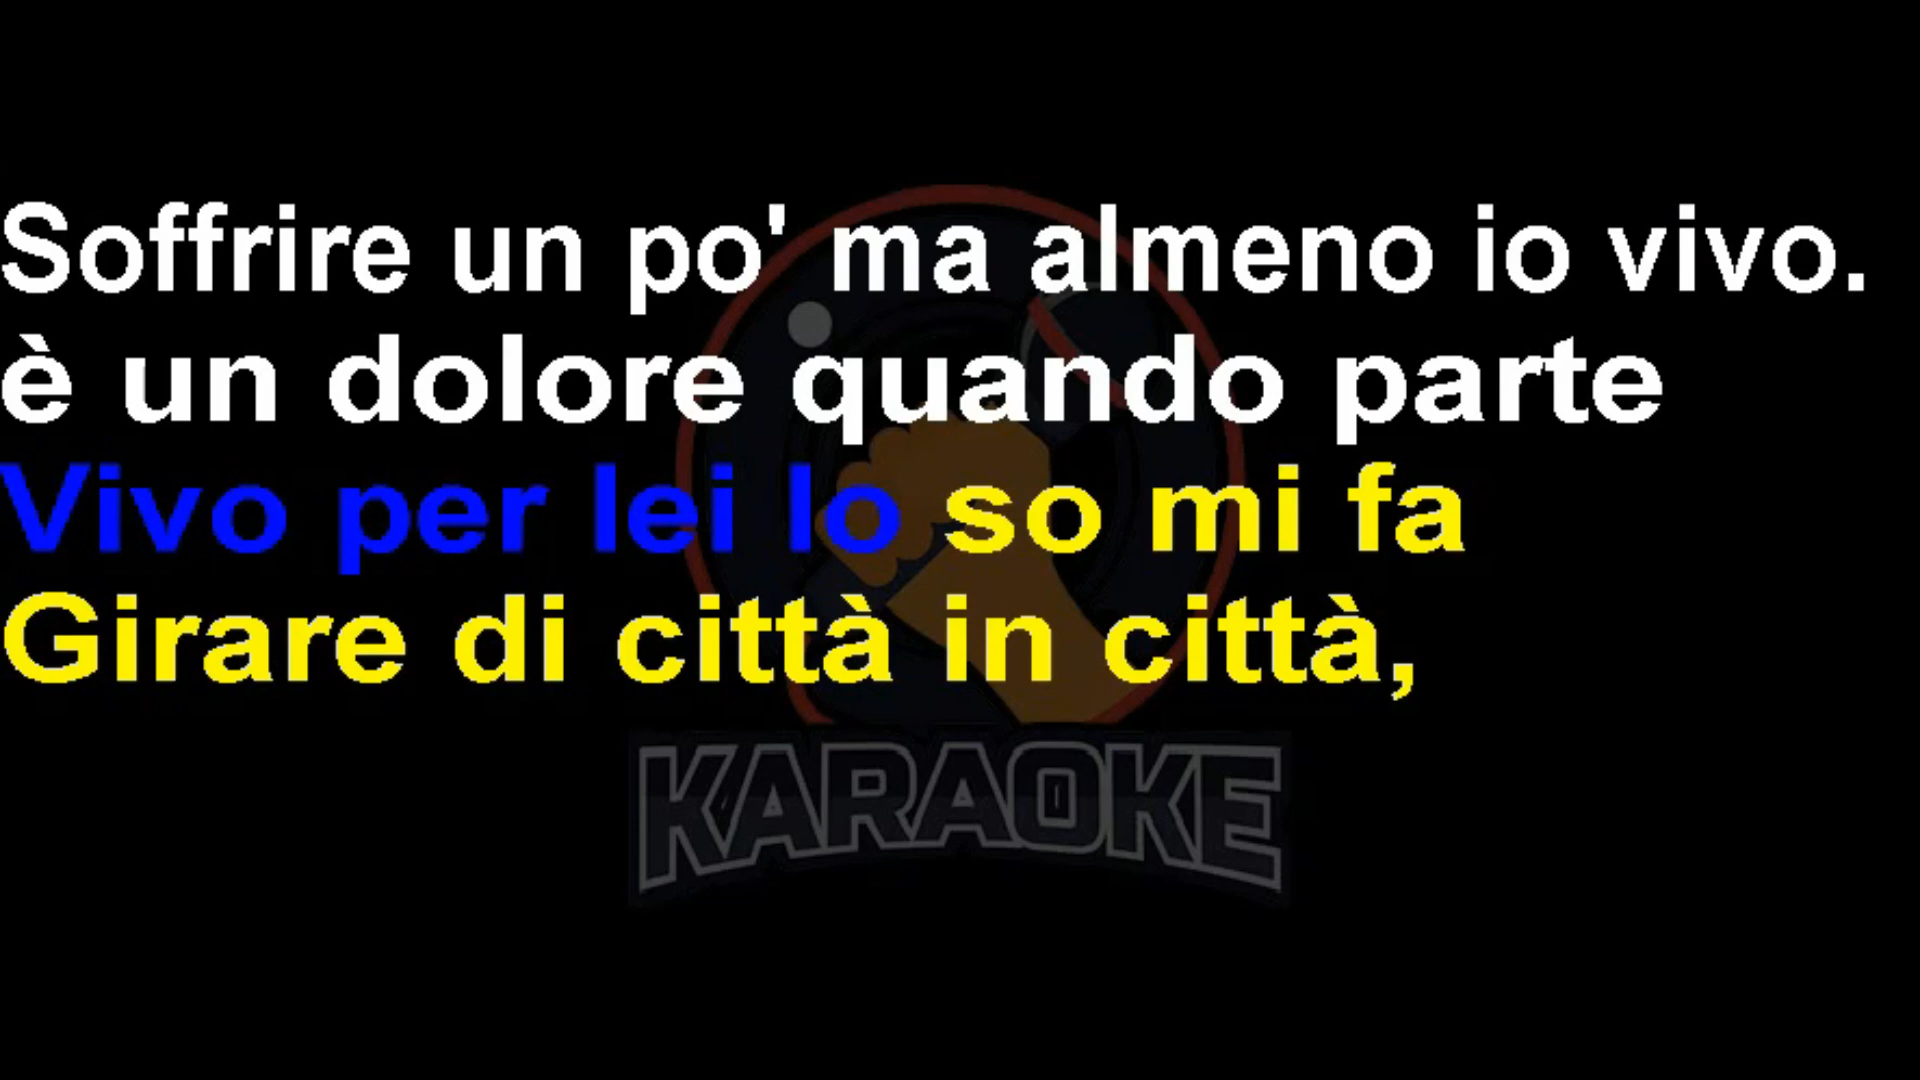 Soffrire un po' ma almeno io vivo.
è un dolore quando parte
Vivo per lei lo so mi fa
Girare di città in città,
KARAOKE